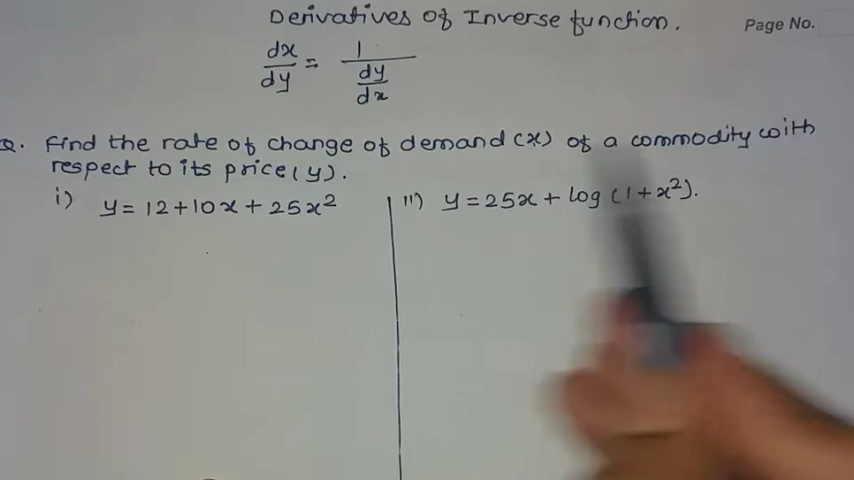 Derivatives of Inverse function.
Page No.
dx/dy = 1/(dy/dx)
Q. Find the rate of change of demand (x) of a commodity with
respect to its price (y).
i) y = 12 + 10x + 25x²
ii) y = 25x + log (1 + x²).